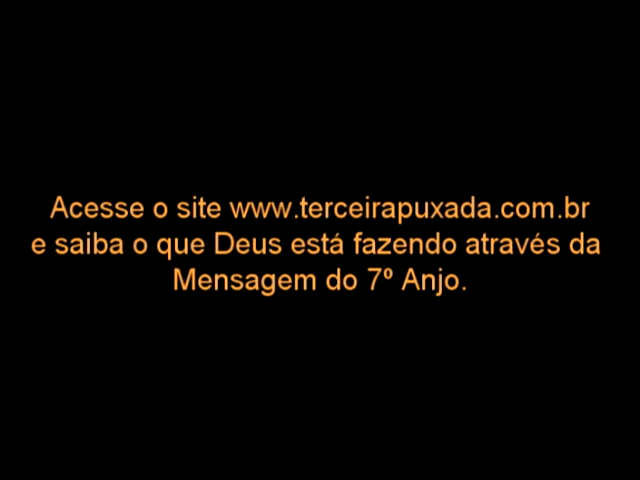 Acesse o site www.terceirapuxada.com.br
e saiba o que Deus está fazendo através da
Mensagem do 7º Anjo.